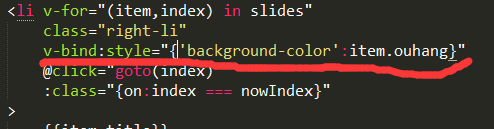 <li v-for="(item,index) in slides"
class="right-li"
v-bind:style="{'background-color':item.ouhang}"
@click="goto(index)
:class="{on:index === nowIndex}"
>
{{item.title}}